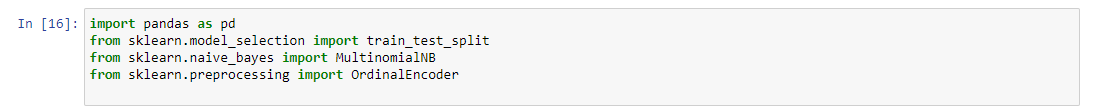 In [16]: import pandas as pd
from sklearn.model_selection import train_test_split
from sklearn.naive_bayes import MultinomialNB
from sklearn.preprocessing import OrdinalEncoder